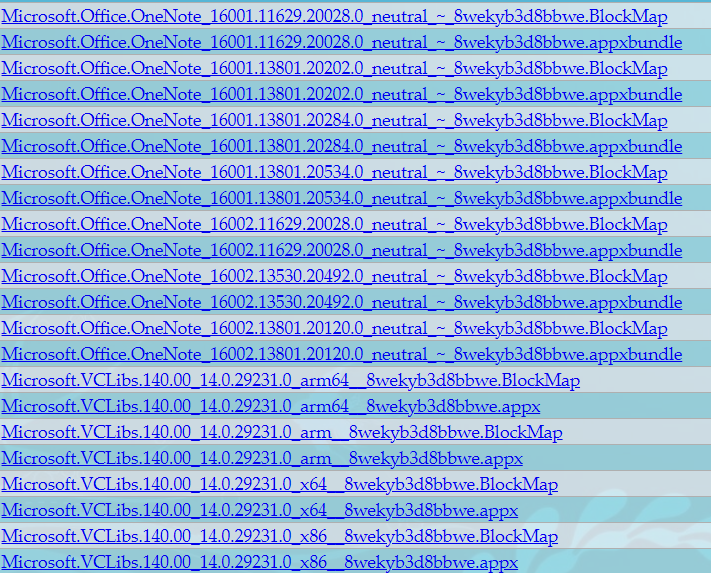 Microsoft.Office.OneNote_16001.11629.20028.0_neutral_~_8wekyb3d8bbwe.BlockMap
Microsoft.Office.OneNote_16001.11629.20028.0_neutral_~_8wekyb3d8bbwe.appxbundle
Microsoft.Office.OneNote_16001.13801.20202.0_neutral_~_8wekyb3d8bbwe.BlockMap
Microsoft.Office.OneNote_16001.13801.20202.0_neutral_~_8wekyb3d8bbwe.appxbundle
Microsoft.Office.OneNote_16001.13801.20284.0_neutral_~_8wekyb3d8bbwe.BlockMap
Microsoft.Office.OneNote_16001.13801.20284.0_neutral_~_8wekyb3d8bbwe.appxbundle
Microsoft.Office.OneNote_16001.13801.20534.0_neutral_~_8wekyb3d8bbwe.BlockMap
Microsoft.Office.OneNote_16001.13801.20534.0_neutral_~_8wekyb3d8bbwe.appxbundle
Microsoft.Office.OneNote_16002.11629.20028.0_neutral_~_8wekyb3d8bbwe.BlockMap
Microsoft.Office.OneNote_16002.11629.20028.0_neutral_~_8wekyb3d8bbwe.appxbundle
Microsoft.Office.OneNote_16002.13530.20492.0_neutral_~_8wekyb3d8bbwe.BlockMap
Microsoft.Office.OneNote_16002.13530.20492.0_neutral_~_8wekyb3d8bbwe.appxbundle
Microsoft.Office.OneNote_16002.13801.20120.0_neutral_~_8wekyb3d8bbwe.BlockMap
Microsoft.Office.OneNote_16002.13801.20120.0_neutral_~_8wekyb3d8bbwe.appxbundle
Microsoft.VCLibs.140.00_14.0.29231.0_arm64__8wekyb3d8bbwe.BlockMap
Microsoft.VCLibs.140.00_14.0.29231.0_arm64__8wekyb3d8bbwe.appx
Microsoft.VCLibs.140.00_14.0.29231.0_arm__8wekyb3d8bbwe.BlockMap
Microsoft.VCLibs.140.00_14.0.29231.0_arm__8wekyb3d8bbwe.appx
Microsoft.VCLibs.140.00_14.0.29231.0_x64__8wekyb3d8bbwe.BlockMap
Microsoft.VCLibs.140.00_14.0.29231.0_x64__8wekyb3d8bbwe.appx
Microsoft.VCLibs.140.00_14.0.29231.0_x86__8wekyb3d8bbwe.BlockMap
Microsoft.VCLibs.140.00_14.0.29231.0_x86__8wekyb3d8bbwe.appx